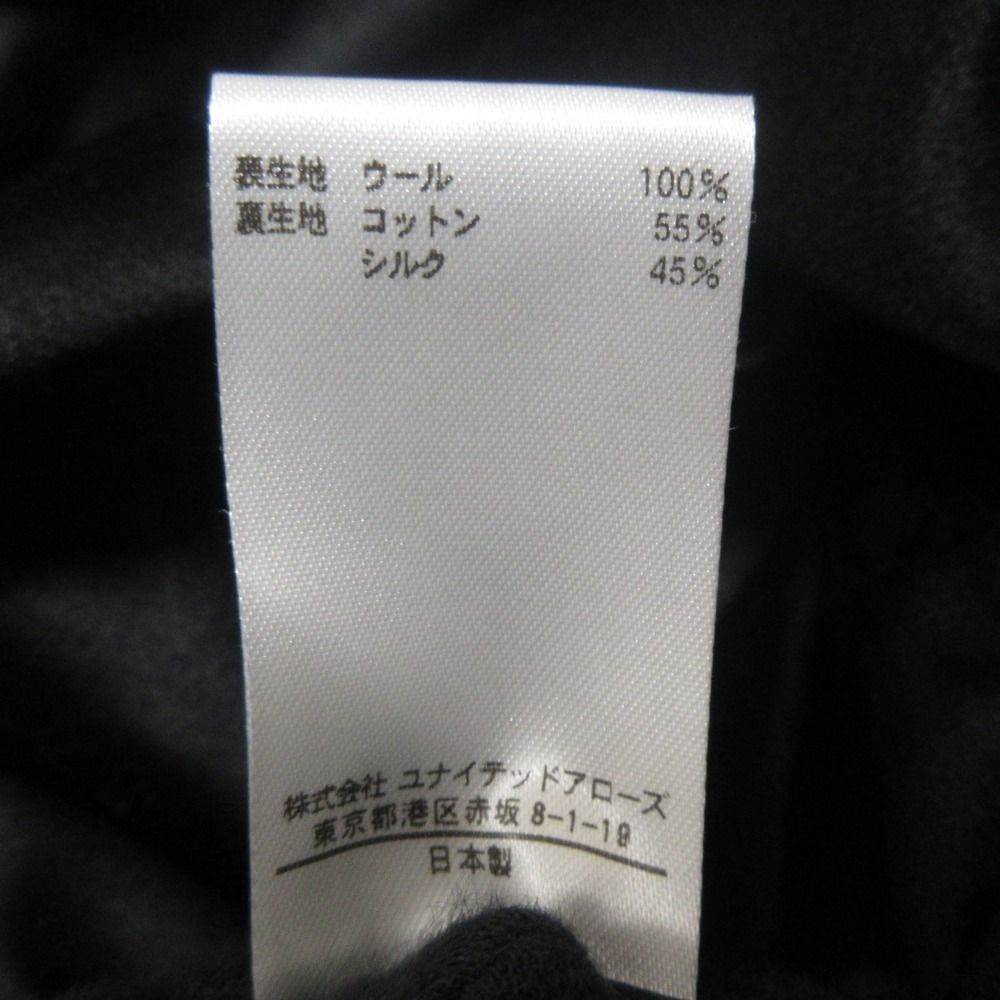 表生地 ウール 100%
裏生地 コットン 55%
シルク 45%
株式会社 ユナイテッドアローズ
東京都港区赤坂 8-1-19
日本製